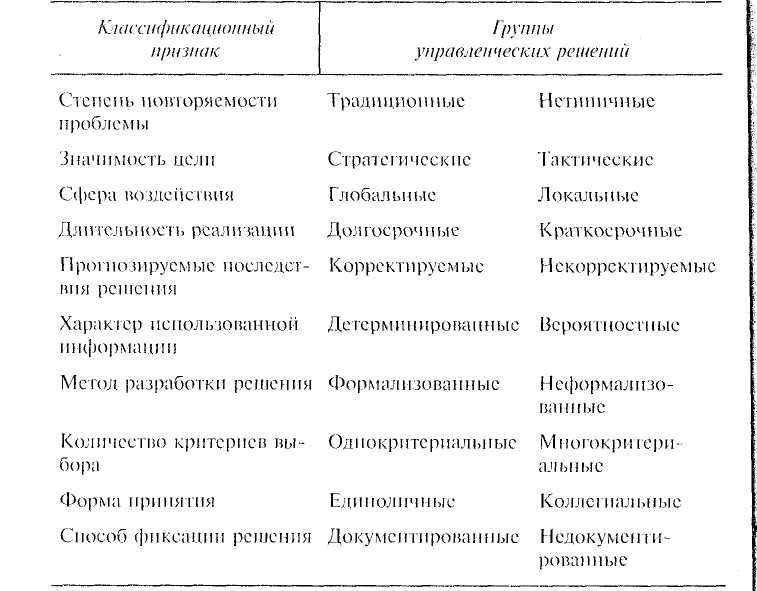 Классификационный Группы
признак управленческих решений
Степень повторяемости Традиционные Нетипичные
проблемы
Значимость цели Стратегические Тактические
Сфера воздействия Глобальные Локальные
Длительность реализации Долгосрочные Краткосрочные
Прогнозируемые последст- Корректируемые Некорректируемые
вия решения
Характер использованной Детерминированные Вероятностные
информации
Метод разработки решения Формализованные Неформализо-
ванные
Количество критериев вы- Однокритериальные Многокритери-
бора альные
Форма принятия Единоличные Коллегиальные
Способ фиксации решения Документированные Недокументи-
рованные